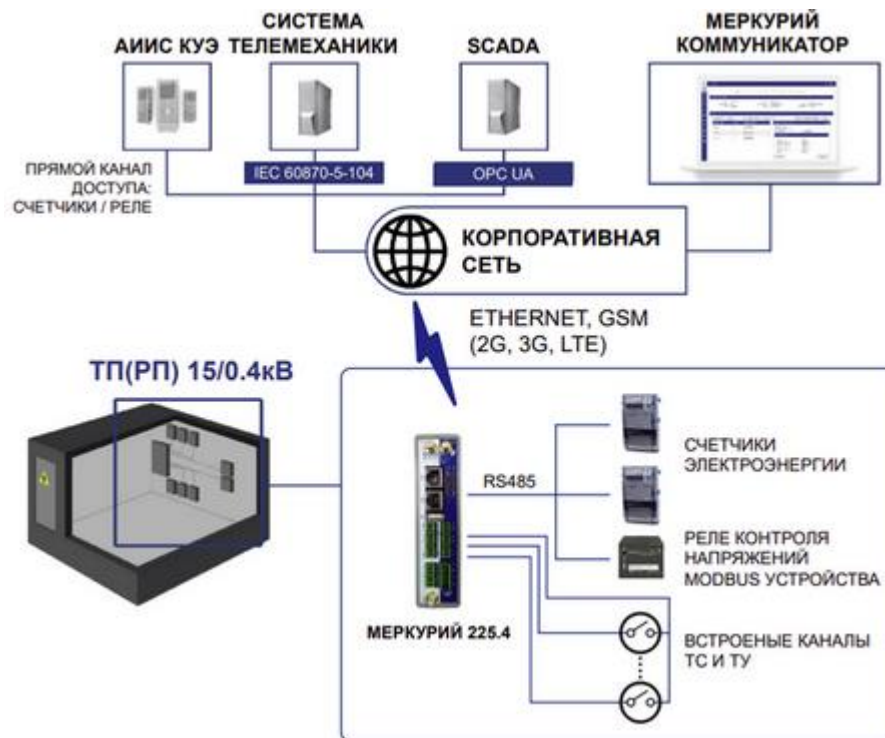 СИСТЕМА
АИИС КУЭ
ТЕЛЕМЕХАНИКИ
SCADA
МЕРКУРИЙ
КОММУНИКАТОР
ПРЯМОЙ КАНАЛ
ДОСТУПА:
СЧЕТЧИКИ / РЕЛЕ
IEC 60870-5-104
OPC UA
КОРПОРАТИВНАЯ
СЕТЬ
ETHERNET, GSM
(2G, 3G, LTE)
ТП(РП) 15/0.4кВ
RS485
СЧЕТЧИКИ
ЭЛЕКТРОЭНЕРГИИ
РЕЛЕ КОНТРОЛЯ
НАПРЯЖЕНИЙ
MODBUS УСТРОЙСТВА
МЕРКУРИЙ 225.4
ВСТРОЕНЫЕ КАНАЛЫ
ТС И ТУ